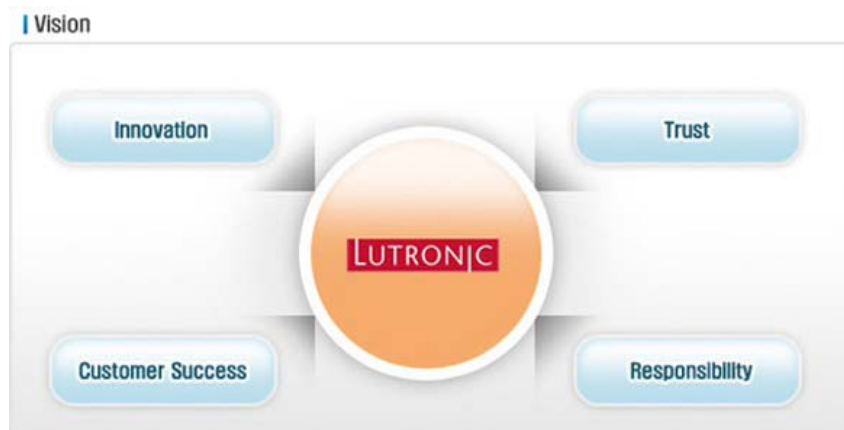 Vision
Innovation
Trust
LUTRONIC
Customer Success
Responsibility